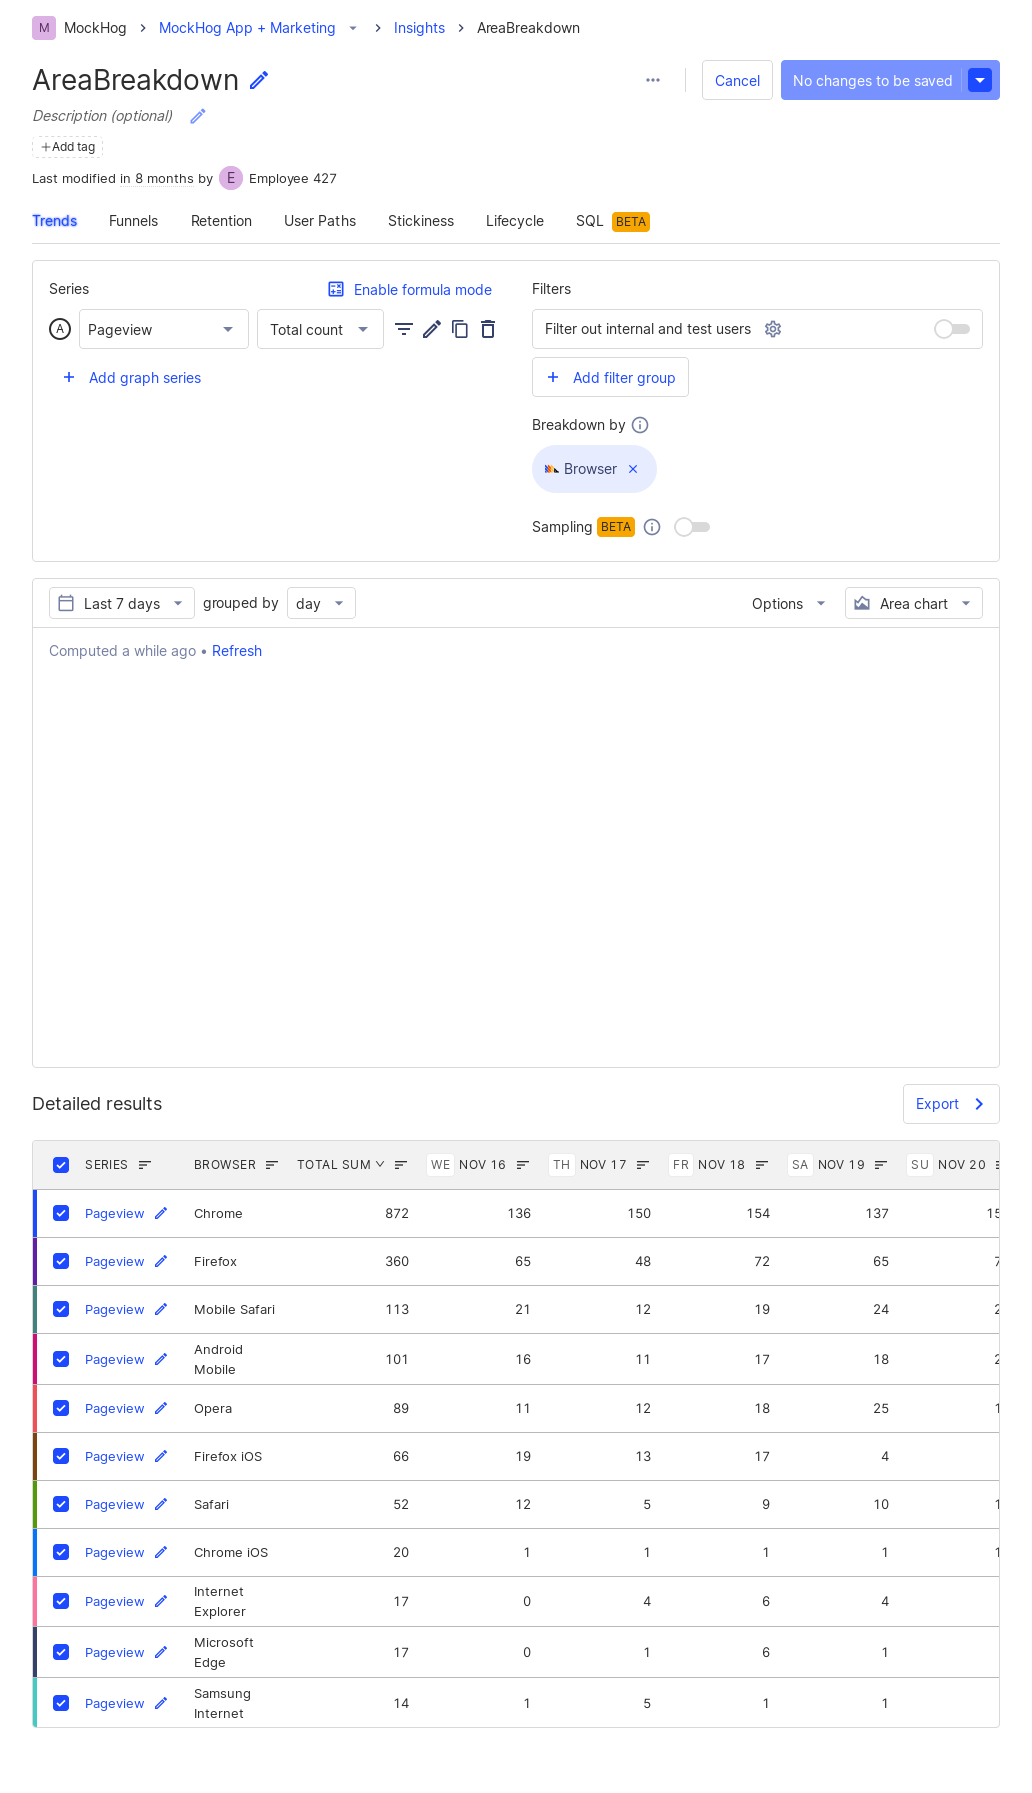 M MockHog MockHog App + Marketing Insights AreaBreakdown
AreaBreakdown
Cancel No changes to be saved
Description (optional)
Add tag
Last modified in 8 months by E Employee 427
Trends Funnels Retention User Paths Stickiness Lifecycle SQL BETA
Series Enable formula mode
A Pageview Total count
Add graph series
Filters
Filter out internal and test users
Add filter group
Breakdown by
Browser
Sampling BETA
Last 7 days grouped by day Options Area chart
Computed a while ago • Refresh
Detailed results Export
SERIES BROWSER TOTAL SUM WE NOV 16 TH NOV 17 FR NOV 18 SA NOV 19 SU NOV 20
Pageview Chrome 872 136 150 154 137
Pageview Firefox 360 65 48 72 65
Pageview Mobile Safari 113 21 12 19 24
Pageview Android Mobile 101 16 11 17 18
Pageview Opera 89 11 12 18 25
Pageview Firefox iOS 66 19 13 17 4
Pageview Safari 52 12 5 9 10
Pageview Chrome iOS 20 1 1 1 1
Pageview Internet Explorer 17 0 4 6 4
Pageview Microsoft Edge 17 0 1 6 1
Pageview Samsung Internet 14 1 5 1 1